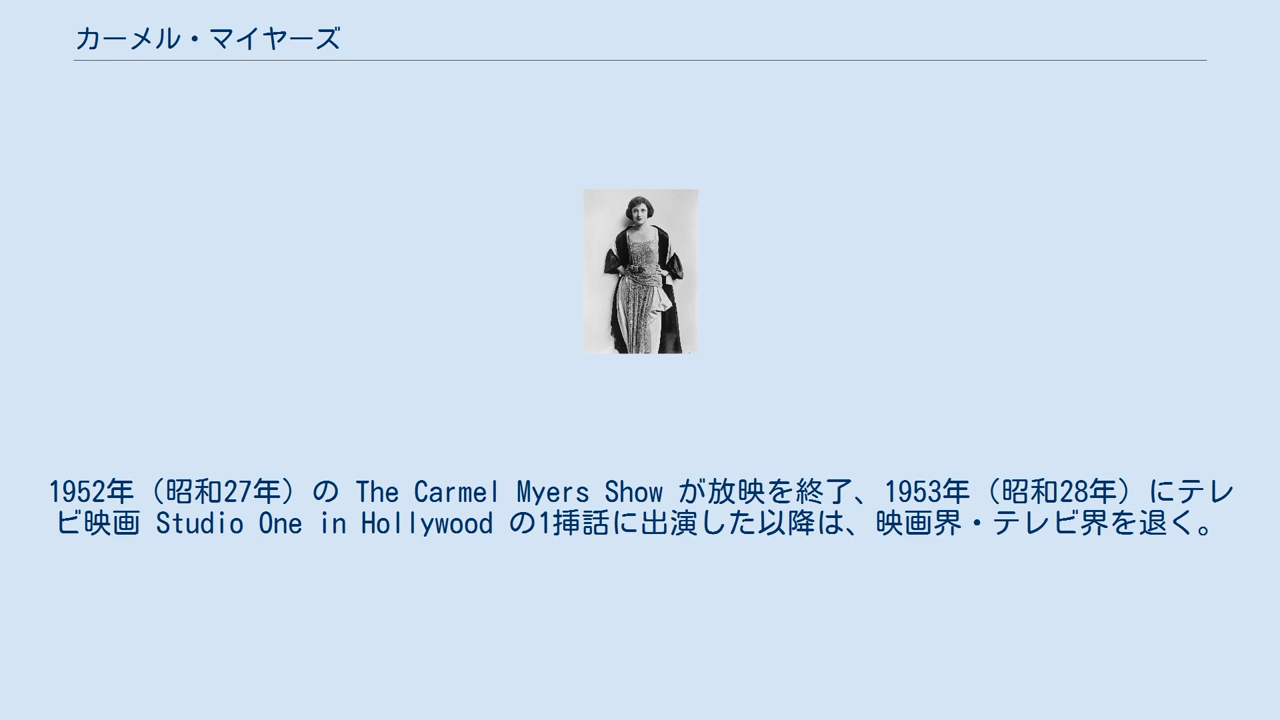 カーメル・マイヤーズ
1952年（昭和27年）の The Carmel Myers Show が放映を終了、1953年（昭和28年）にテレ
ビ映画 Studio One in Hollywood の1挿話に出演した以降は、映画界・テレビ界を退く。